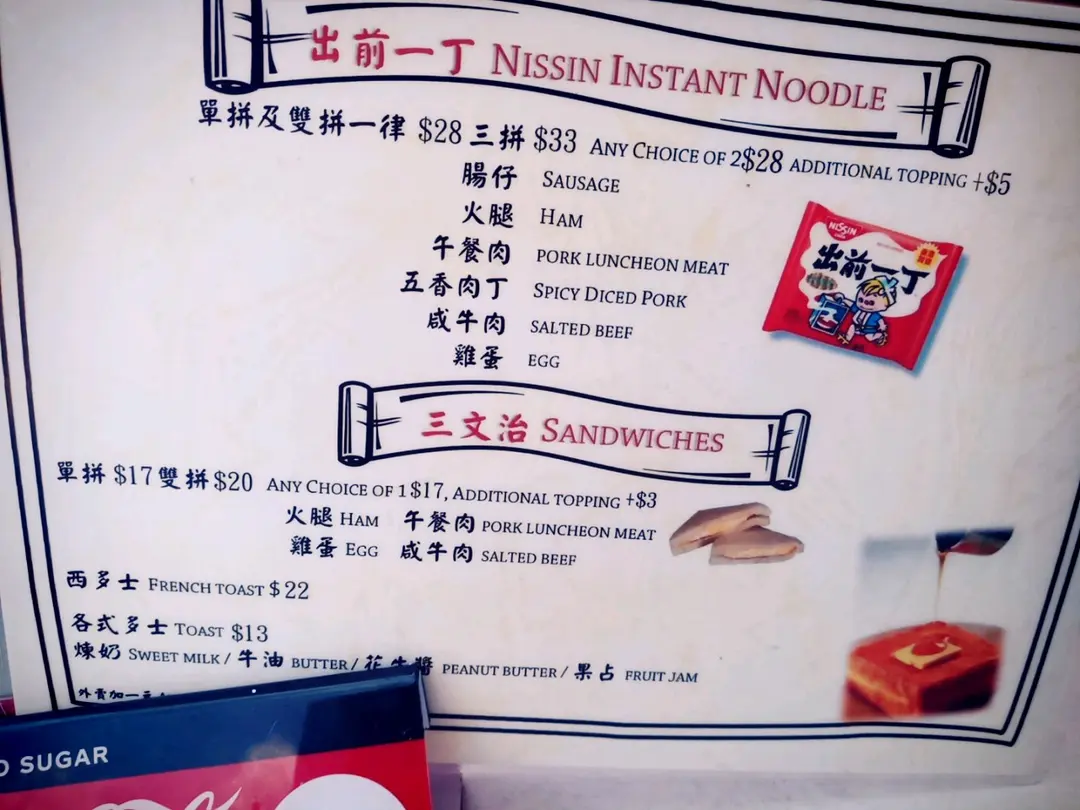 出前一丁 NISSIN INSTANT NOODLE
單拼及雙拼一律 $28 三拼 $33 ANY CHOICE OF 2$28 ADDITIONAL TOPPING +$5
腸仔 SAUSAGE
火腿 HAM
午餐肉 PORK LUNCHEON MEAT
五香肉丁 SPICY DICED PORK
咸牛肉 SALTED BEEF
雞蛋 EGG
NISSIN
出前一丁
三文治 SANDWICHES
單拼 $17 雙拼 $20 ANY CHOICE OF 1 $17, ADDITIONAL TOPPING +$3
火腿 HAM 午餐肉 PORK LUNCHEON MEAT
雞蛋 EGG 咸牛肉 SALTED BEEF
西多士 FRENCH TOAST $22
各式多士 TOAST $13
煉奶 SWEET MILK / 牛油 BUTTER / 花生醬 PEANUT BUTTER / 果占 FRUIT JAM
外賣加一元
SUGAR